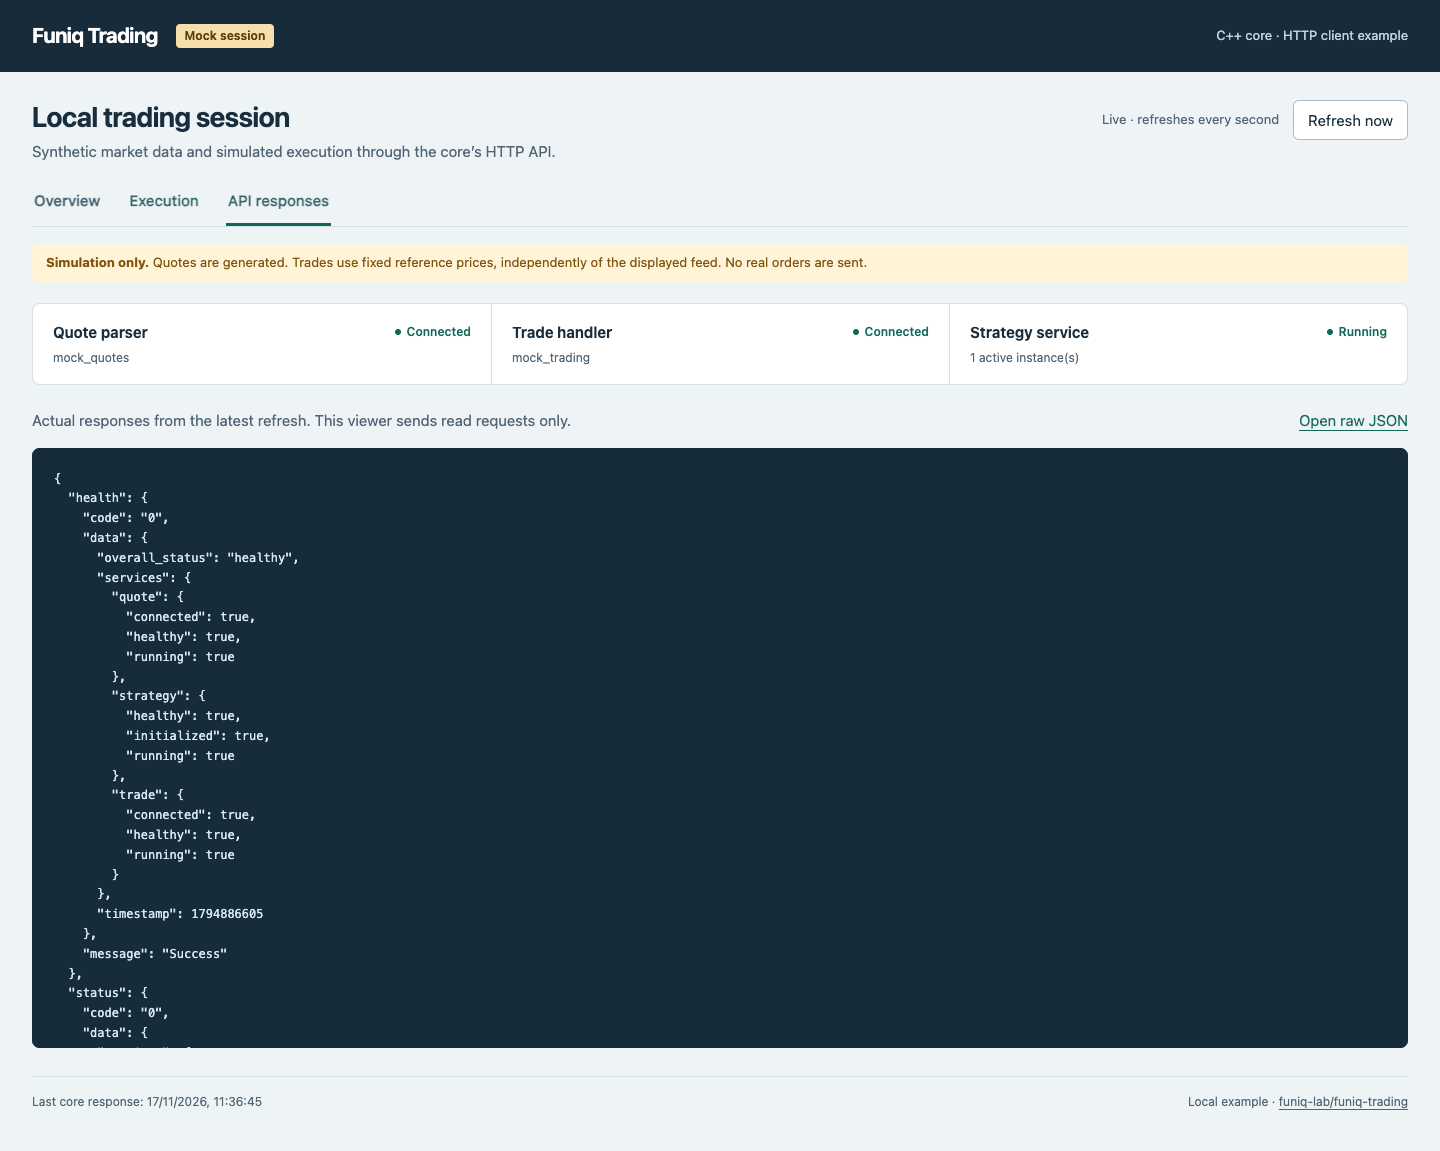 Funiq Trading
Mock session
C++ core · HTTP client example
Local trading session
Live · refreshes every second
Refresh now
Synthetic market data and simulated execution through the core's HTTP API.
Overview
Execution
API responses
Simulation only. Quotes are generated. Trades use fixed reference prices, independently of the displayed feed. No real orders are sent.
Quote parser
Connected
mock_quotes
Trade handler
Connected
mock_trading
Strategy service
Running
1 active instance(s)
Actual responses from the latest refresh. This viewer sends read requests only.
Open raw JSON
{
  "health": {
    "code": "0",
    "data": {
      "overall_status": "healthy",
      "services": {
        "quote": {
          "connected": true,
          "healthy": true,
          "running": true
        },
        "strategy": {
          "healthy": true,
          "initialized": true,
          "running": true
        },
        "trade": {
          "connected": true,
          "healthy": true,
          "running": true
        }
      },
      "timestamp": 1794886605
    },
    "message": "Success"
  },
  "status": {
    "code": "0",
    "data": {
Last core response: 17/11/2026, 11:36:45
Local example · funiq-lab/funiq-trading